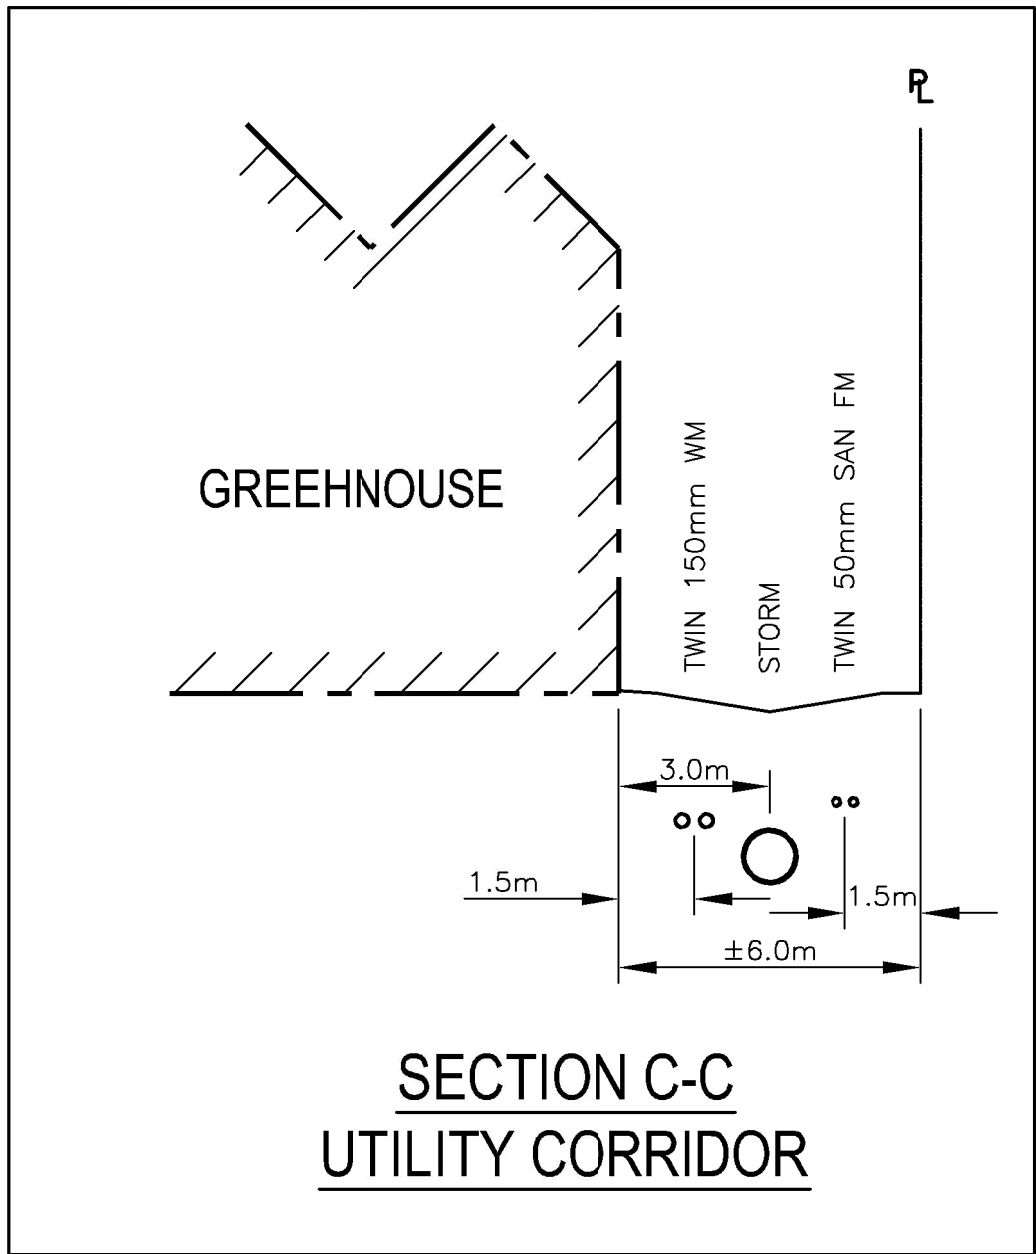 PL
GREEHNOUSE
TWIN 150mm WM
STORM
TWIN 50mm SAN FM
3.0m
1.5m
1.5m
±6.0m
SECTION C-C
UTILITY CORRIDOR